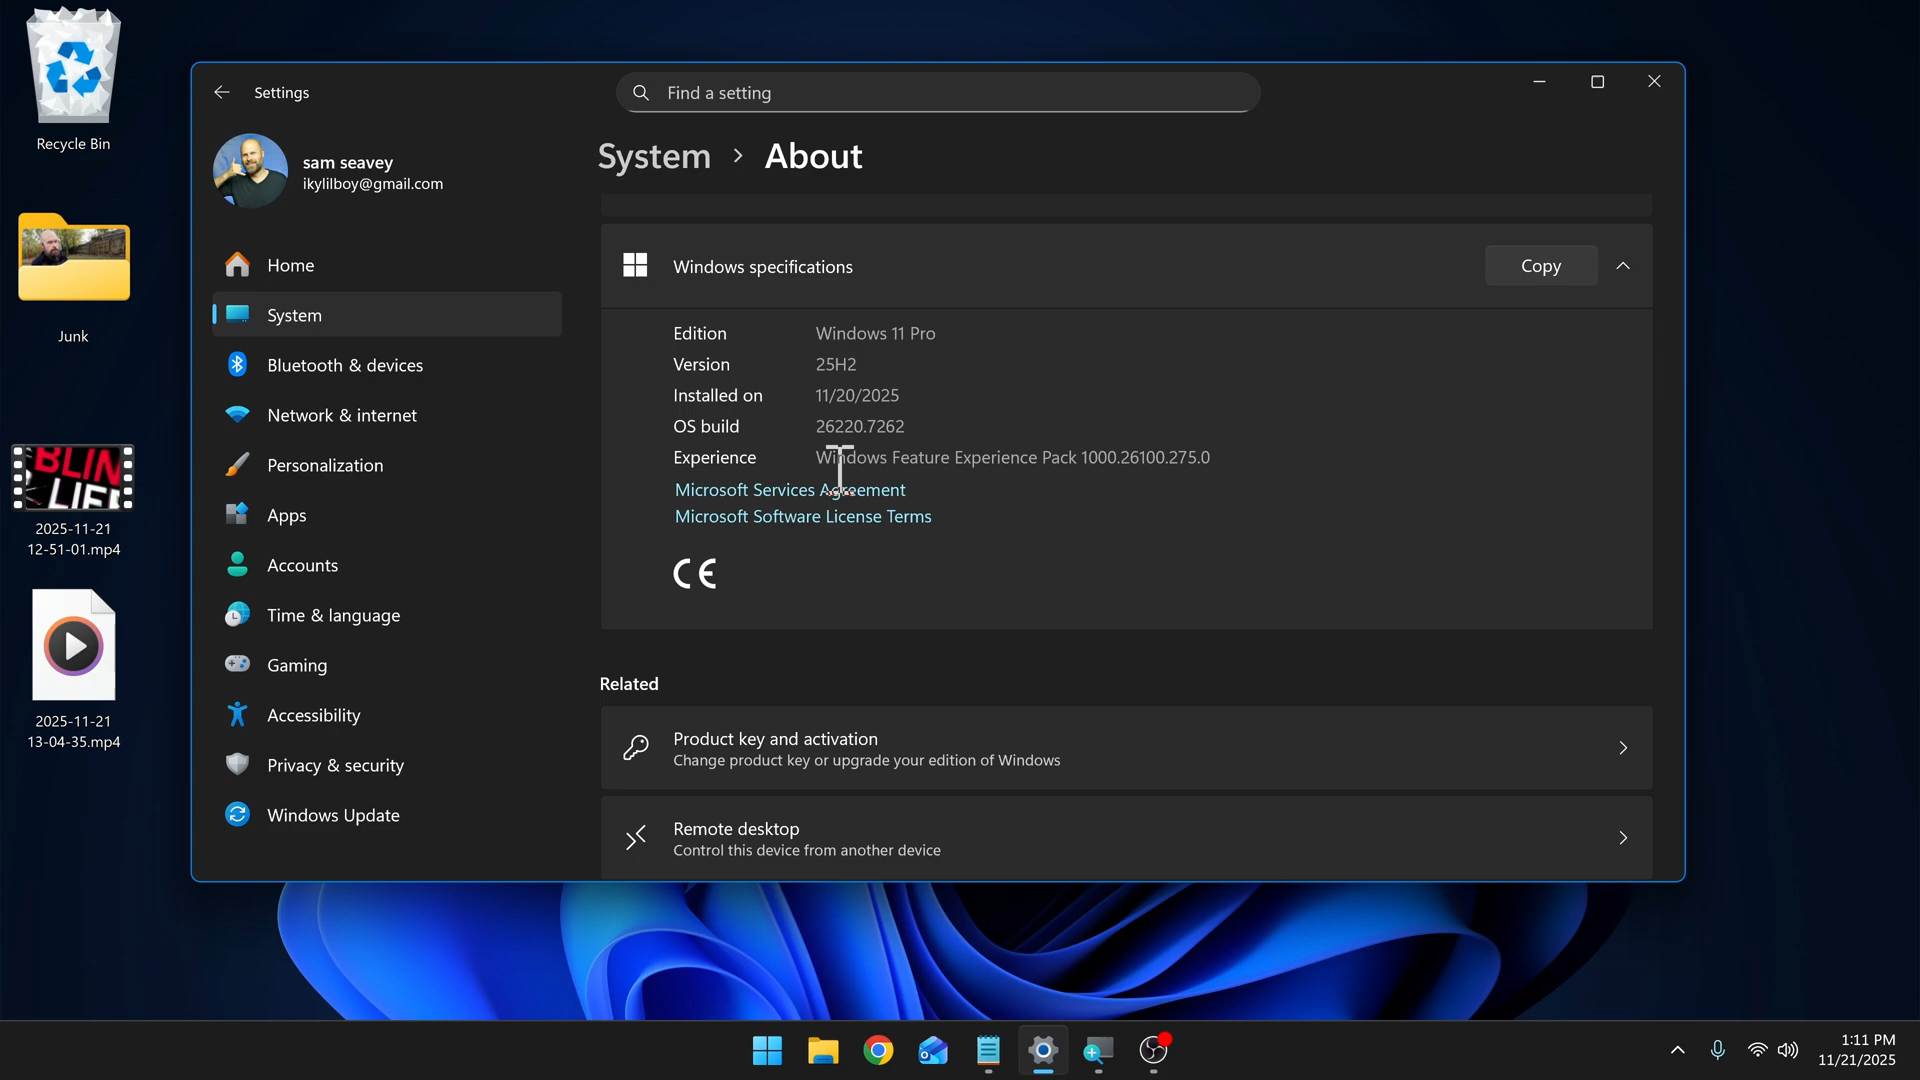 Recycle Bin
Junk
BLIN
LIFE
2025-11-21
12-51-01.mp4
2025-11-21
13-04-35.mp4
Settings
Find a setting
sam seavey
ikylilboy@gmail.com
Home
System
Bluetooth & devices
Network & internet
Personalization
Apps
Accounts
Time & language
Gaming
Accessibility
Privacy & security
Windows Update
System > About
Windows specifications
Copy
Edition Windows 11 Pro
Version 25H2
Installed on 11/20/2025
OS build 26220.7262
Experience Windows Feature Experience Pack 1000.26100.275.0
Microsoft Services Agreement
Microsoft Software License Terms
CE
Related
Product key and activation
Change product key or upgrade your edition of Windows
Remote desktop
Control this device from another device
1:11 PM
11/21/2025